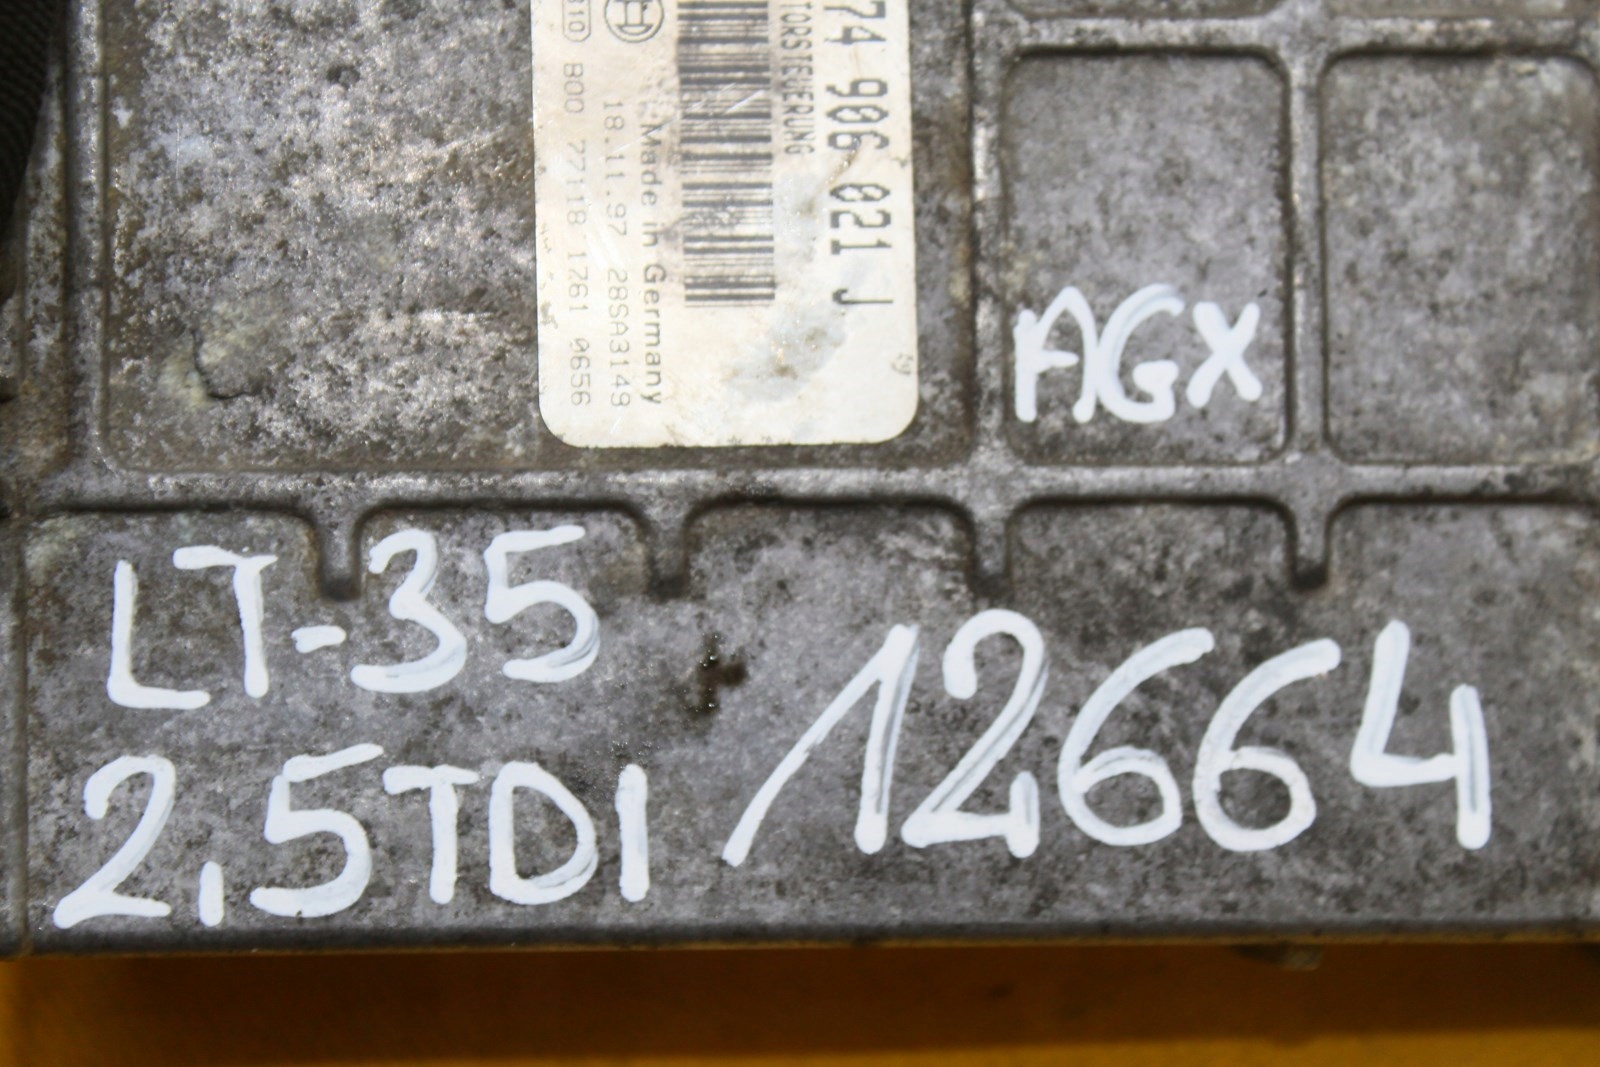 74 906 021 J
TORSTEUERUNG
Made in Germany
18.11.97 28SA3149
310 800 77118 1761 0656
AGX
LT-35
2,5TDI
12664